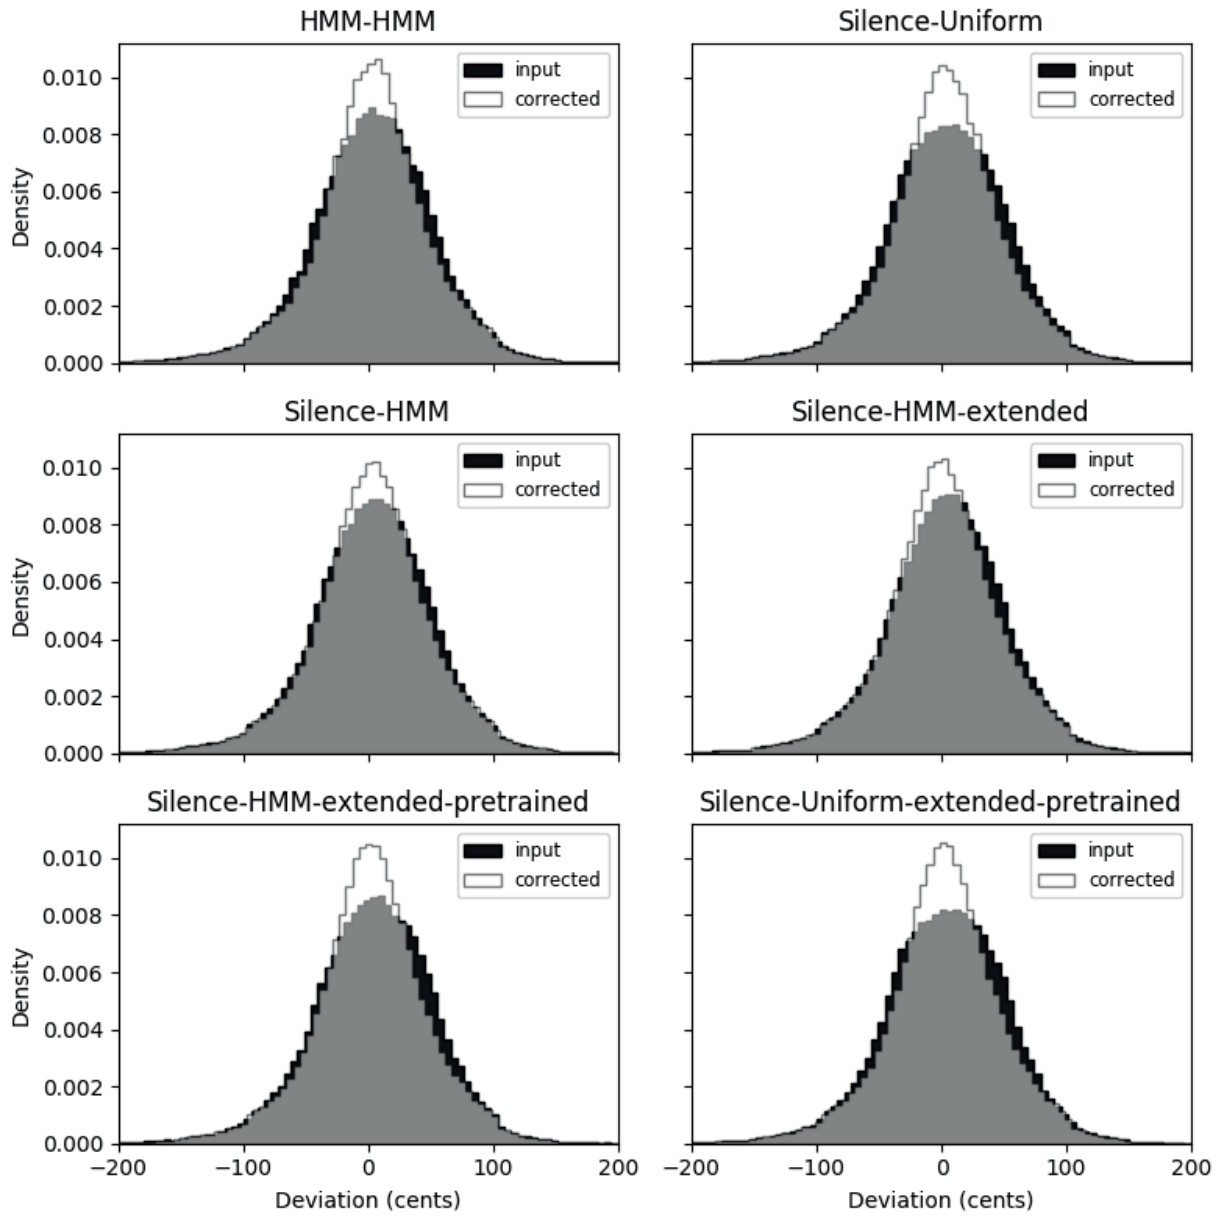 HMM-HMM
Silence-Uniform
input
corrected
input
corrected
0.010
0.008
0.006
0.004
0.002
0.000
Density
Silence-HMM
Silence-HMM-extended
input
corrected
input
corrected
0.010
0.008
0.006
0.004
0.002
0.000
Density
Silence-HMM-extended-pretrained
Silence-Uniform-extended-pretrained
input
corrected
input
corrected
0.010
0.008
0.006
0.004
0.002
0.000
Density
−200 −100 0 100 200
−200 −100 0 100 200
Deviation (cents)
Deviation (cents)